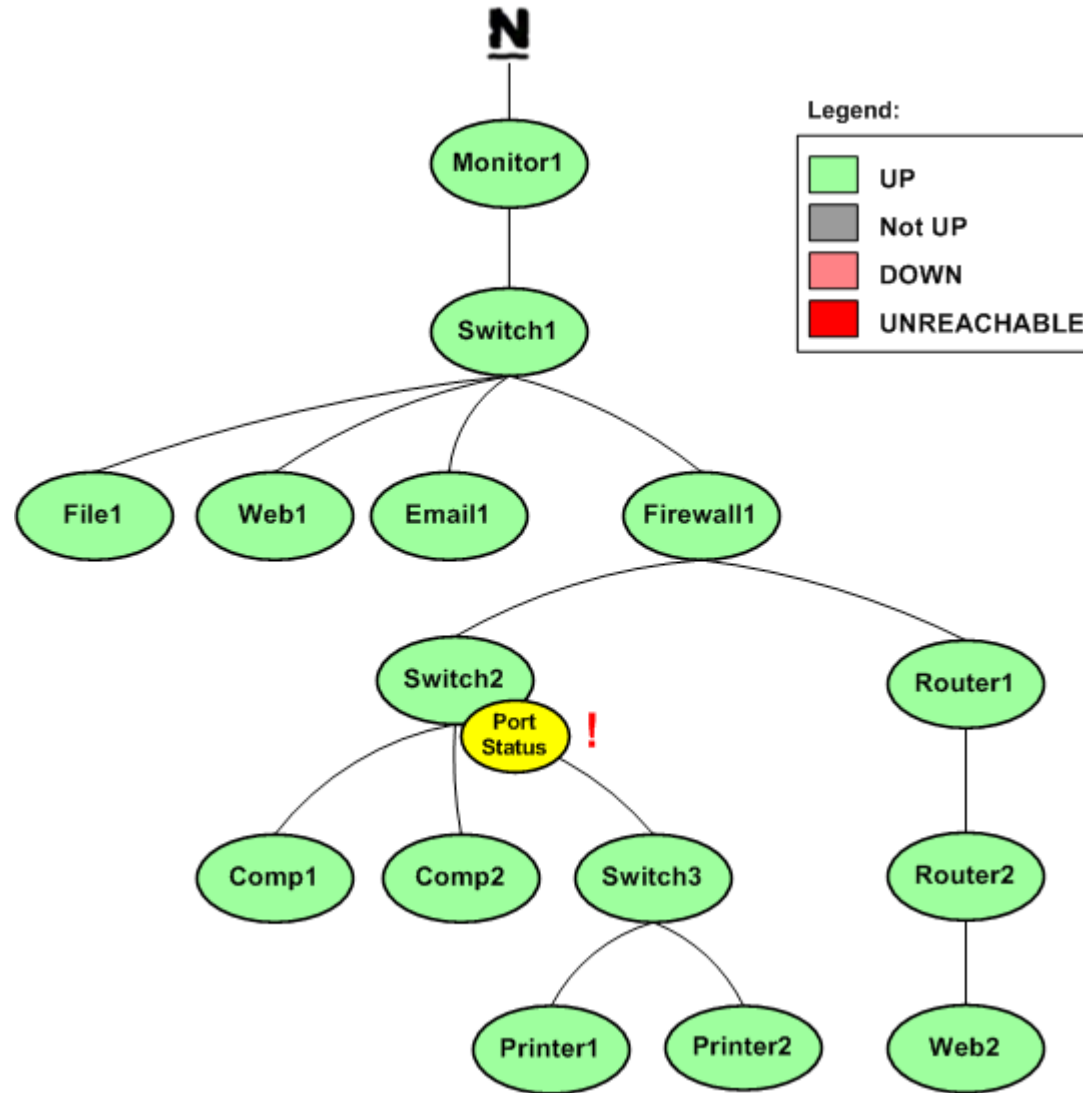 N
Legend:
UP
Not UP
DOWN
UNREACHABLE
Monitor1
Switch1
File1
Web1
Email1
Firewall1
Switch2
Router1
Port
Status
!
Comp1
Comp2
Switch3
Router2
Printer1
Printer2
Web2